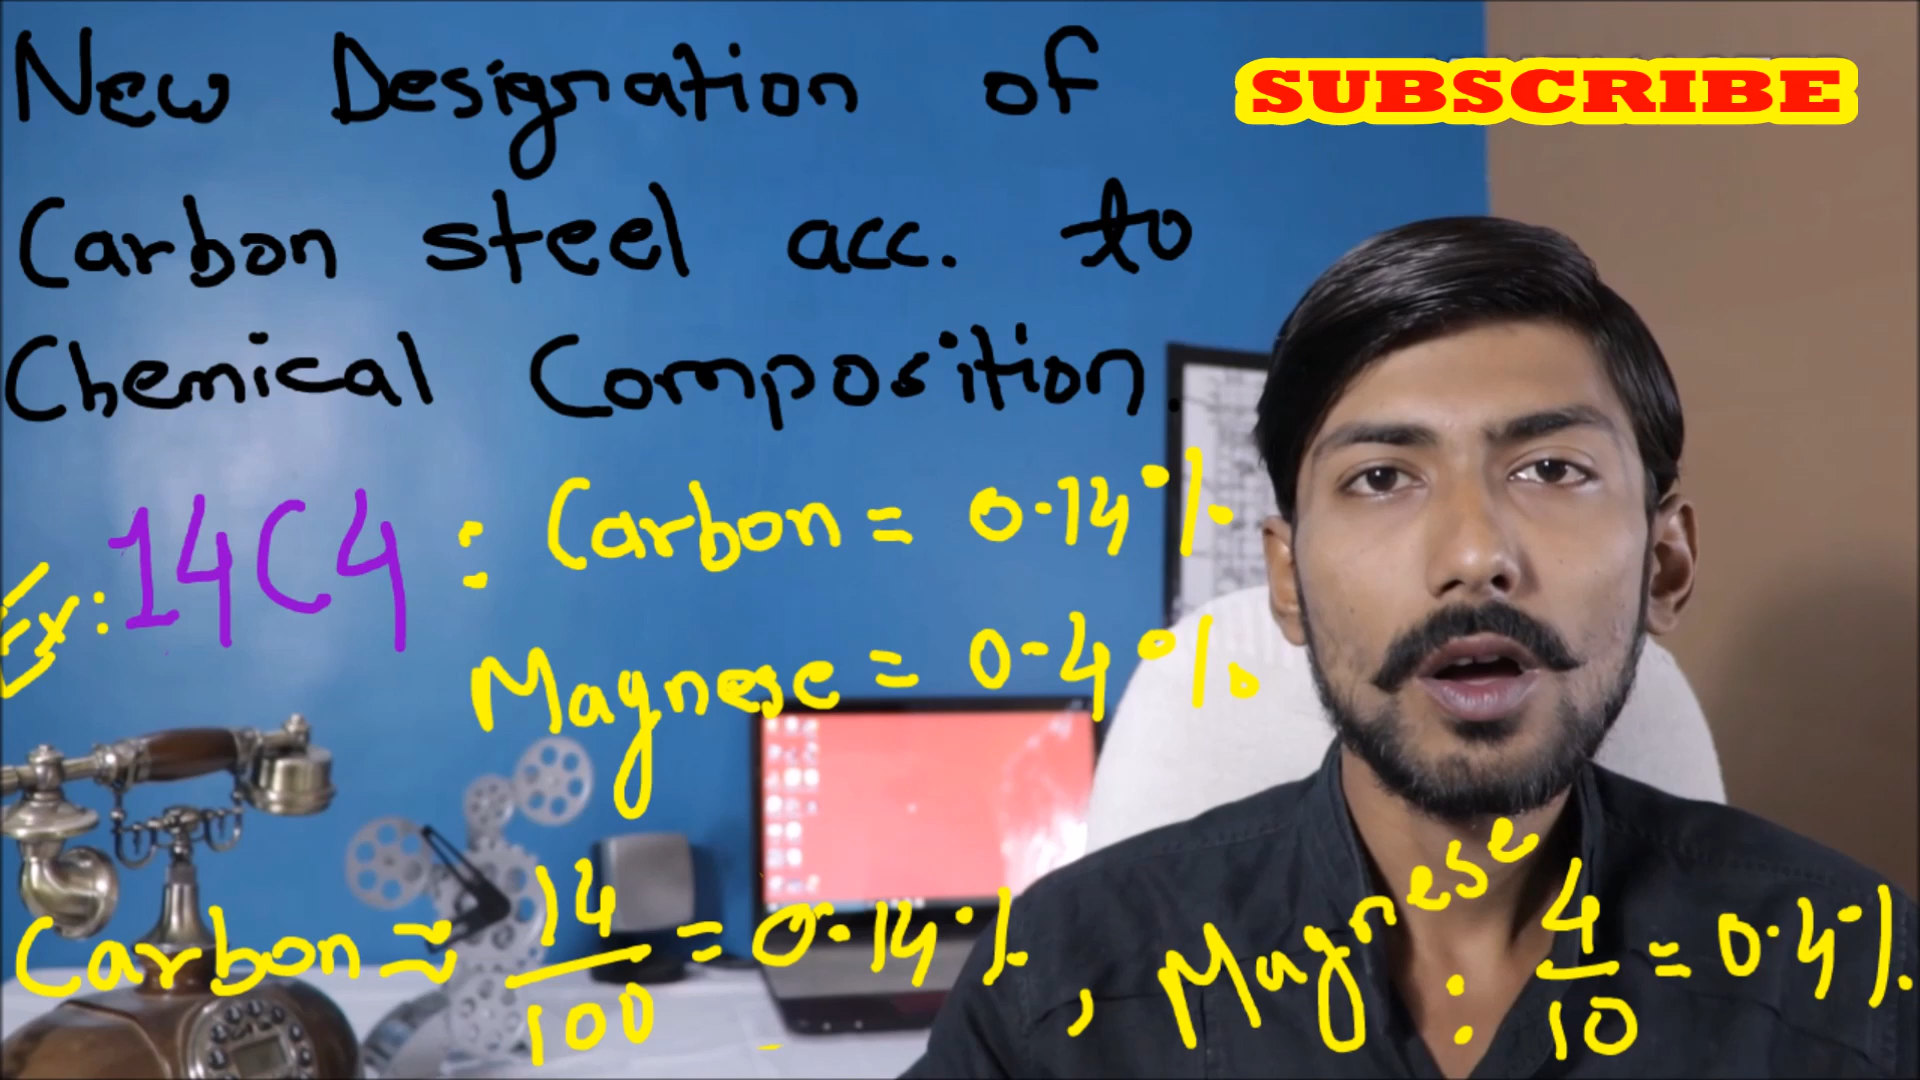 New Designation of
SUBSCRIBE
Carbon steel acc. to
Chemical Composition.
Ex: 14C4 : Carbon = 0.14%
Magnese = 0.4%
Carbon ≈ 14/100 = 0.14%, Magnese : 4/10 = 0.4%